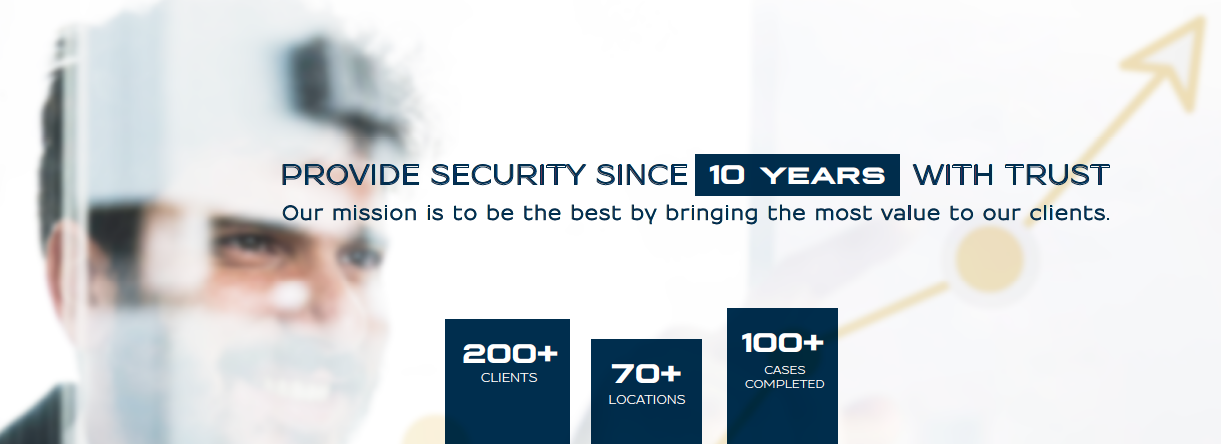 PROVIDE SECURITY SINCE 10 YEARS WITH TRUST
Our mission is to be the best by bringing the most value to our clients.
200+
CLIENTS
70+
LOCATIONS
100+
CASES
COMPLETED